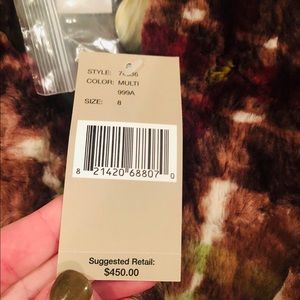 STYLE:
COLOR: MULTI
999A
SIZE: 8
8 21420 68807 0
Suggested Retail:
$450.00